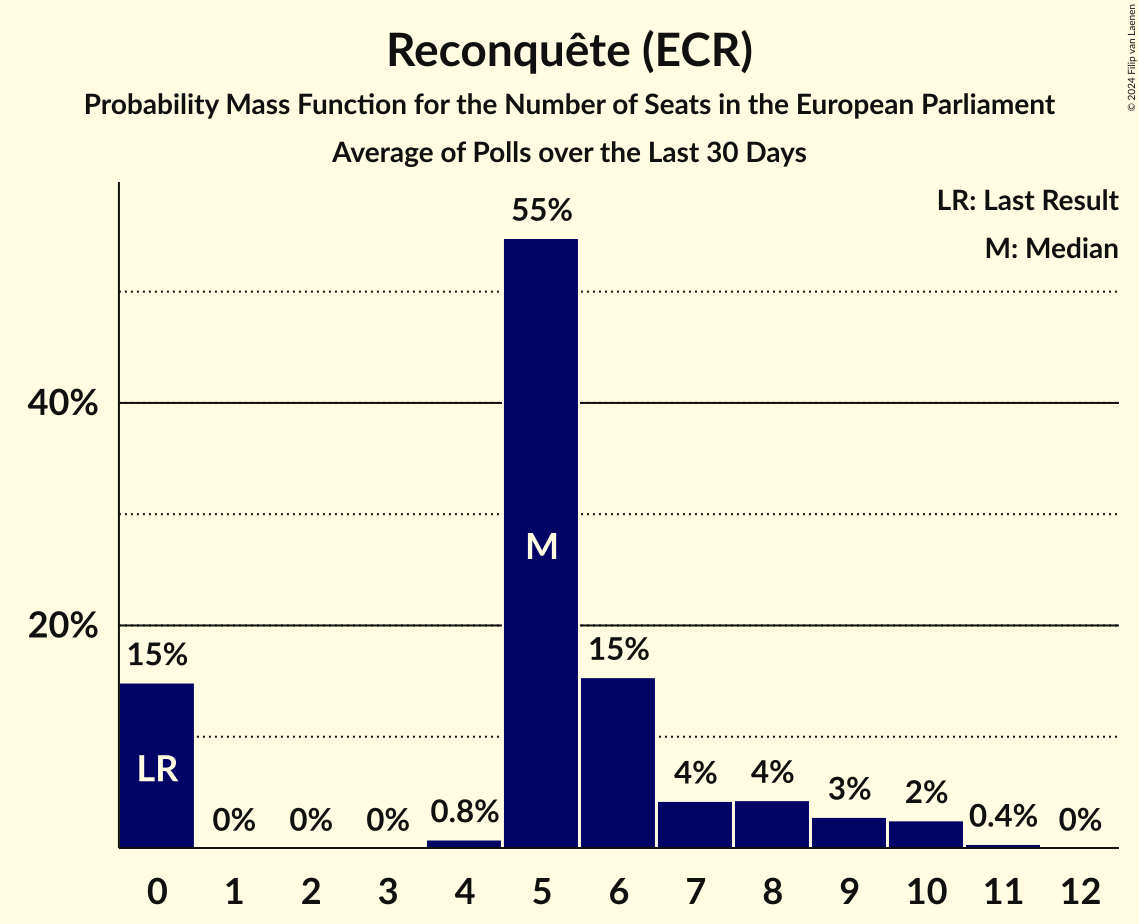 Reconquête (ECR)
Probability Mass Function for the Number of Seats in the European Parliament
Average of Polls over the Last 30 Days
© 2024 Filip van Laenen
LR: Last Result
M: Median
55%
40%
M
20%
15%
15%
LR
0%
0%
0%
0.8%
4%
4%
3%
2%
0.4%
0%
0 1 2 3 4 5 6 7 8 9 10 11 12